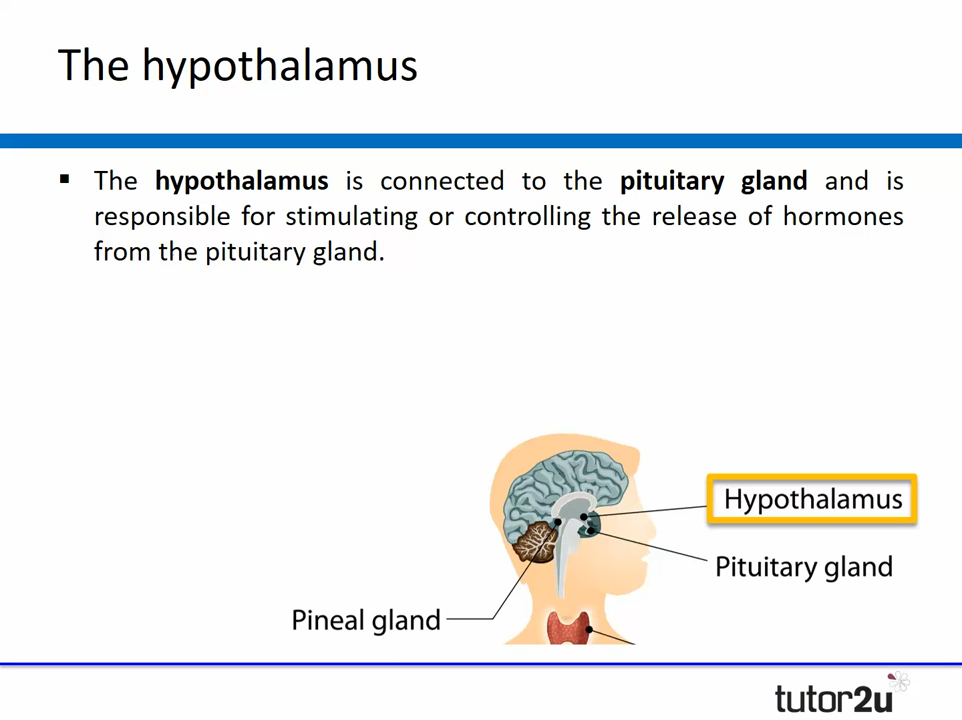 The hypothalamus
▪ The hypothalamus is connected to the pituitary gland and is
responsible for stimulating or controlling the release of hormones
from the pituitary gland.
Hypothalamus
Pituitary gland
Pineal gland
tutor2u